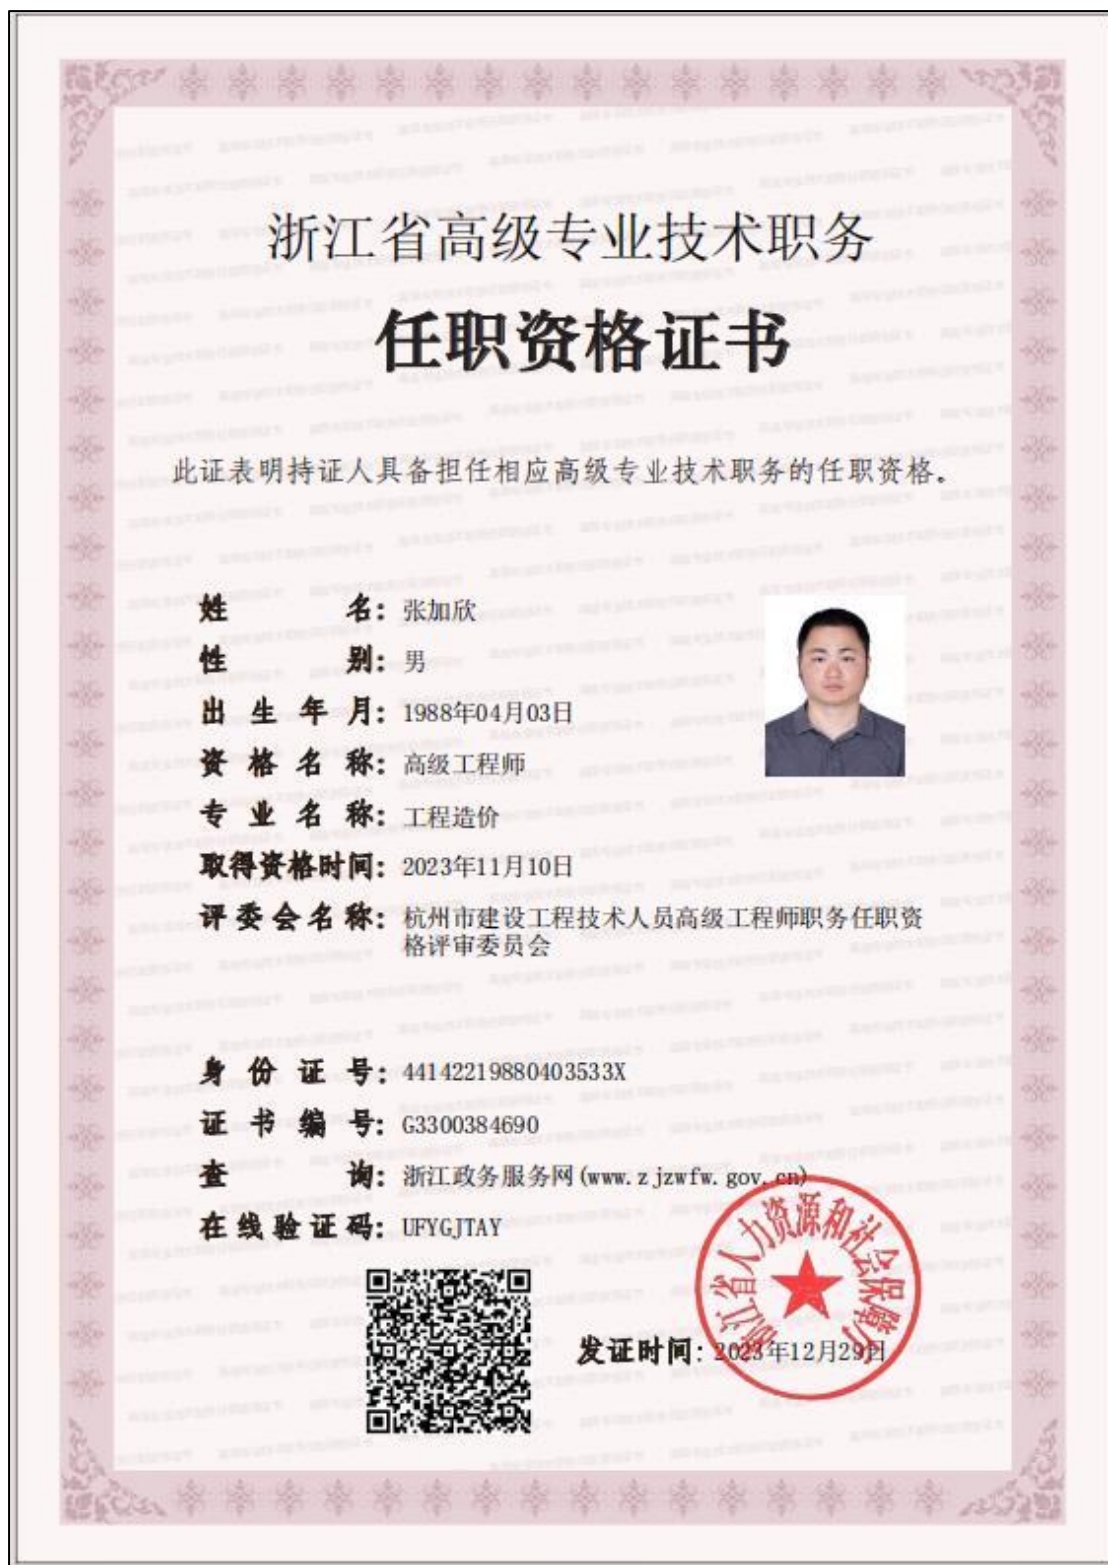 浙江省高级专业技术职务
任职资格证书
此证表明持证人具备担任相应高级专业技术职务的任职资格。
姓名：张加欣
性别：男
出生年月：1988年04月03日
资格名称：高级工程师
专业名称：工程造价
取得资格时间：2023年11月10日
评委会名称：杭州市建设工程技术人员高级工程师职务任职资
格评审委员会
身份证号：44142219880403533X
证书编号：G3300384690
查询：浙江政务服务网(www.zjzwfw.gov.cn)
在线验证码：UFYGJTAY
浙江省人力资源和社会保障厅
发证时间：2023年12月29日